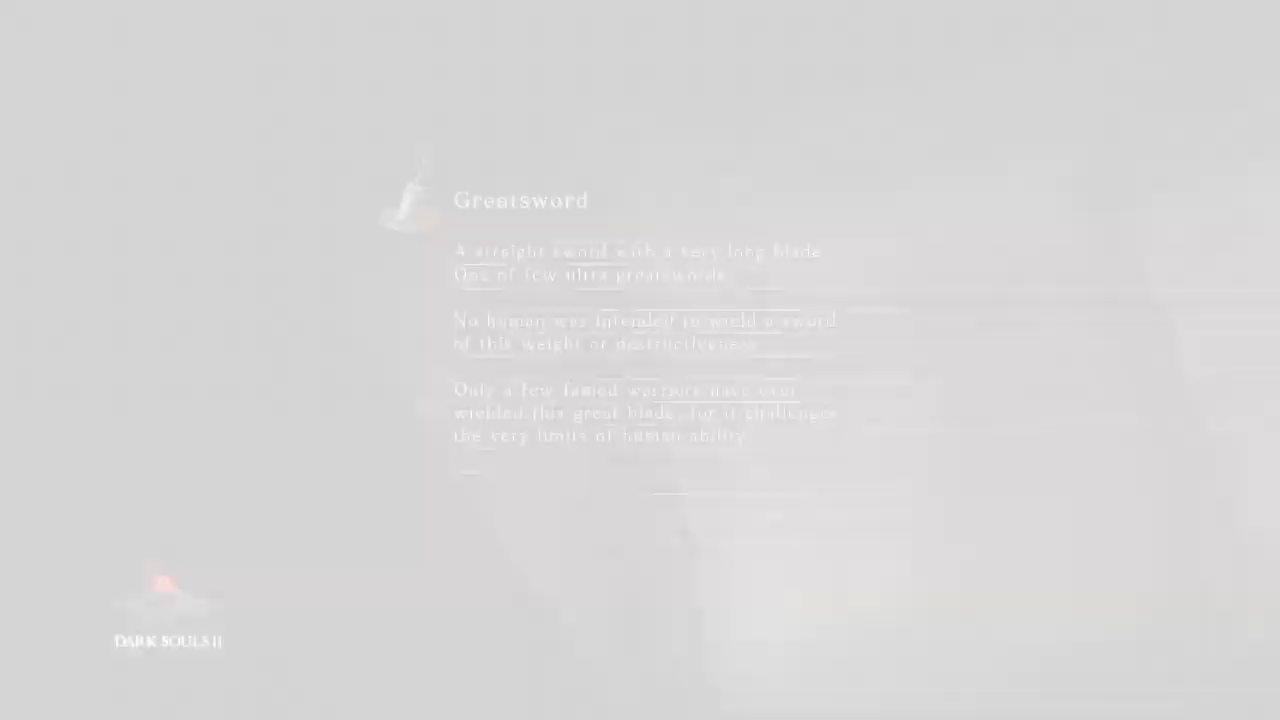 Greatsword
A straight sword with a very long blade
One of few ultra greatswords
No human was intended to wield a sword
of this weight or destructiveness
Only a few famed warriors have ever
wielded this great blade, for it challenges
the very limits of human ability
DARK SOULS II